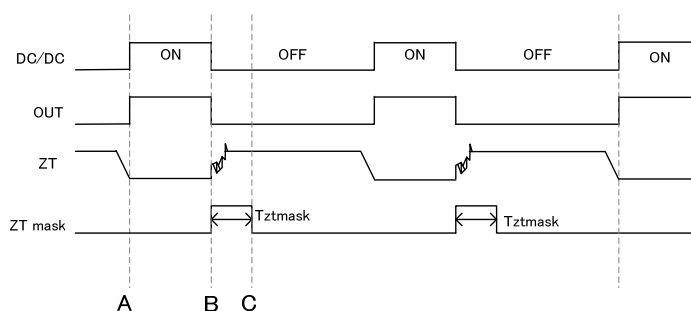 DC/DC ON OFF ON OFF ON
OUT
ZT
ZT mask Tztmask Tztmask
A B C